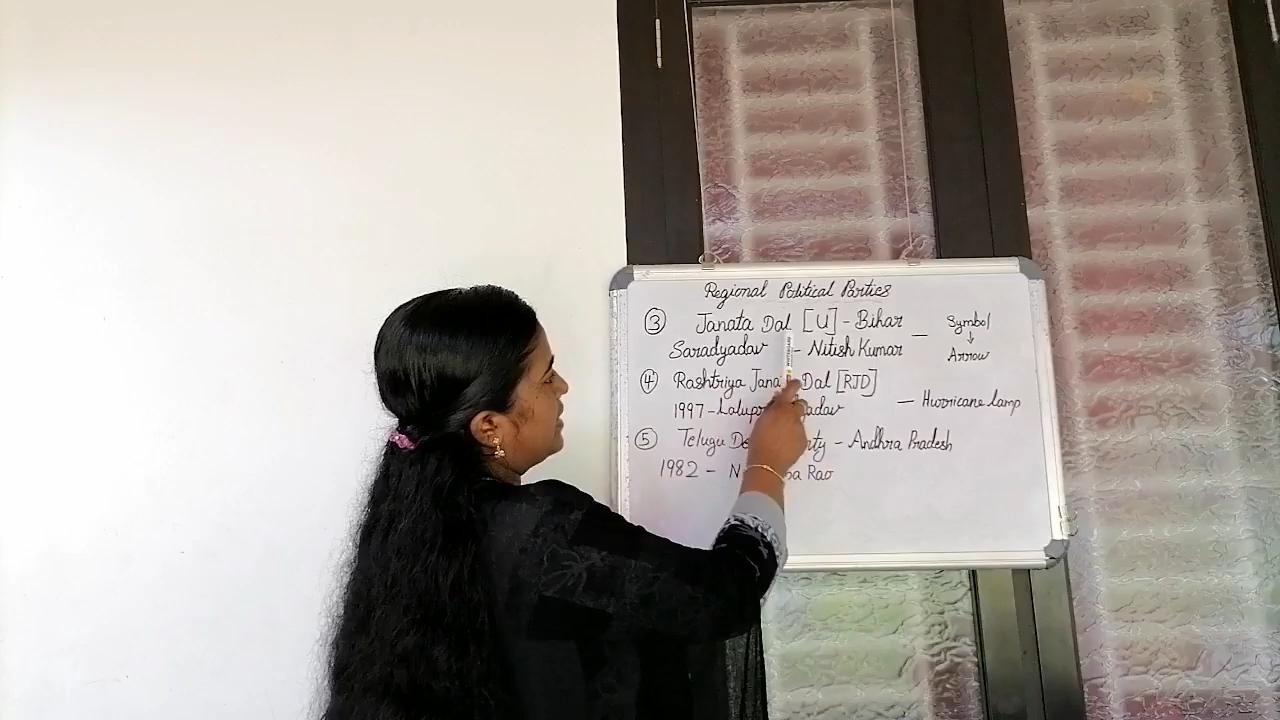 Regional Political Parties
③ Janata Dal [U] - Bihar
Saradyadav - Nitish Kumar
— Symbol
↓
Arrow
④ Rashtriya Dal [RJD]
1997 -
— Hurricane lamp
⑤ Telugu - Andhra Pradesh
1982 - Rao